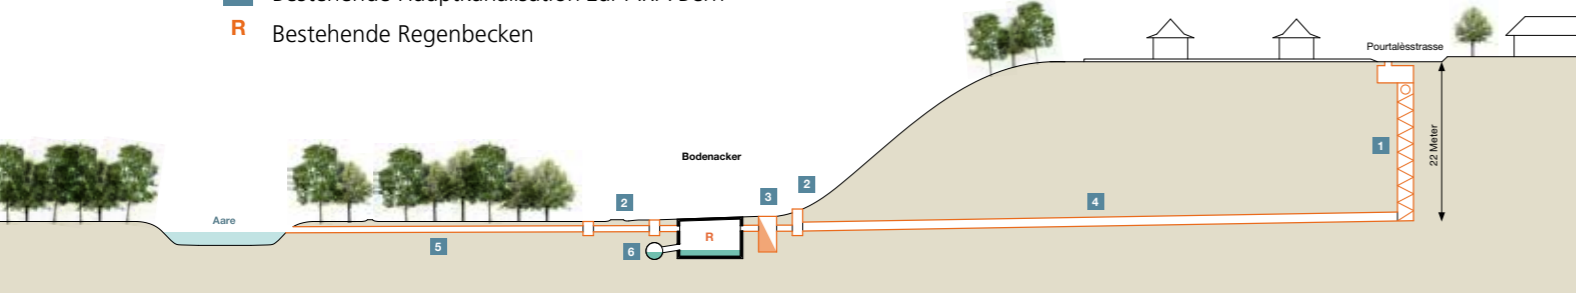 R Bestehende Regenbecken
Pourtalèsstrasse
22 Meter
1
Bodenacker
2
3
2
4
Aare
5
6
R